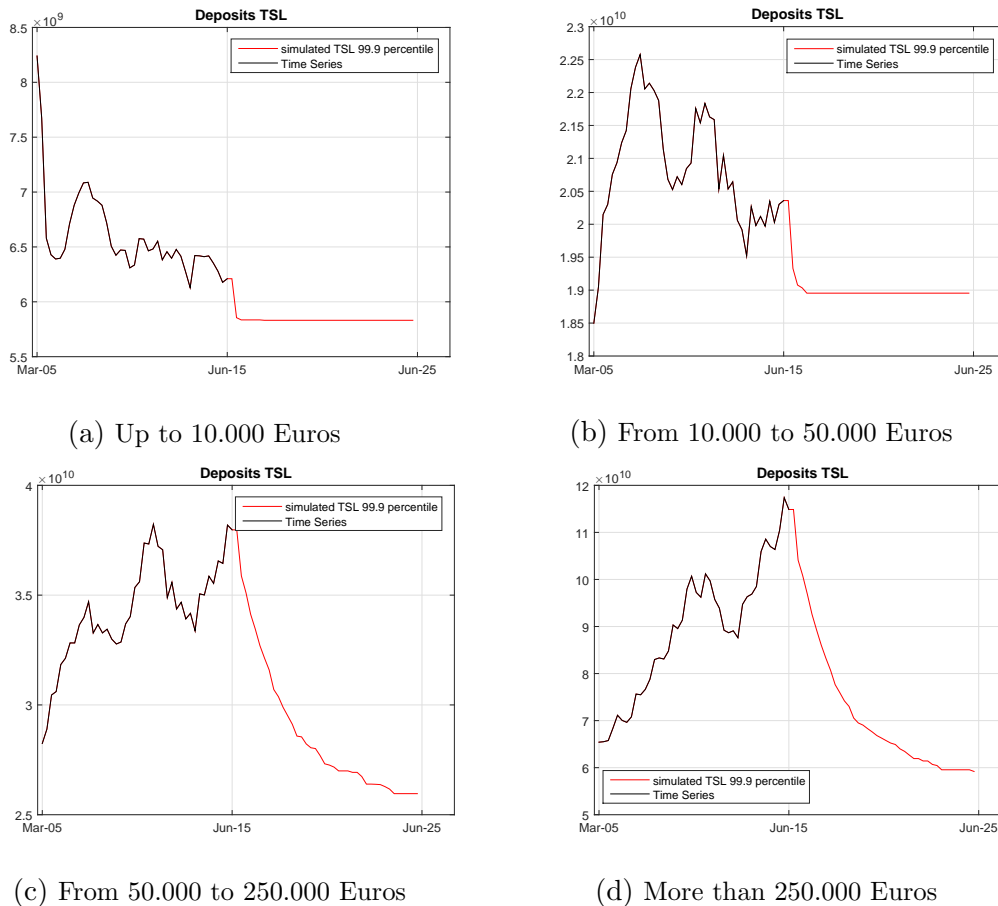 Deposits TSL
×10^9
8.5
8
7.5
7
6.5
6
5.5
Mar-05 Jun-15 Jun-25
simulated TSL 99.9 percentile
Time Series
(a) Up to 10.000 Euros
Deposits TSL
×10^10
2.3
2.25
2.2
2.15
2.1
2.05
2
1.95
1.9
1.85
1.8
Mar-05 Jun-15 Jun-25
simulated TSL 99.9 percentile
Time Series
(b) From 10.000 to 50.000 Euros
Deposits TSL
×10^10
4
3.5
3
2.5
Mar-05 Jun-15 Jun-25
simulated TSL 99.9 percentile
Time Series
(c) From 50.000 to 250.000 Euros
Deposits TSL
×10^10
12
11
10
9
8
7
6
5
Mar-05 Jun-15 Jun-25
simulated TSL 99.9 percentile
Time Series
(d) More than 250.000 Euros